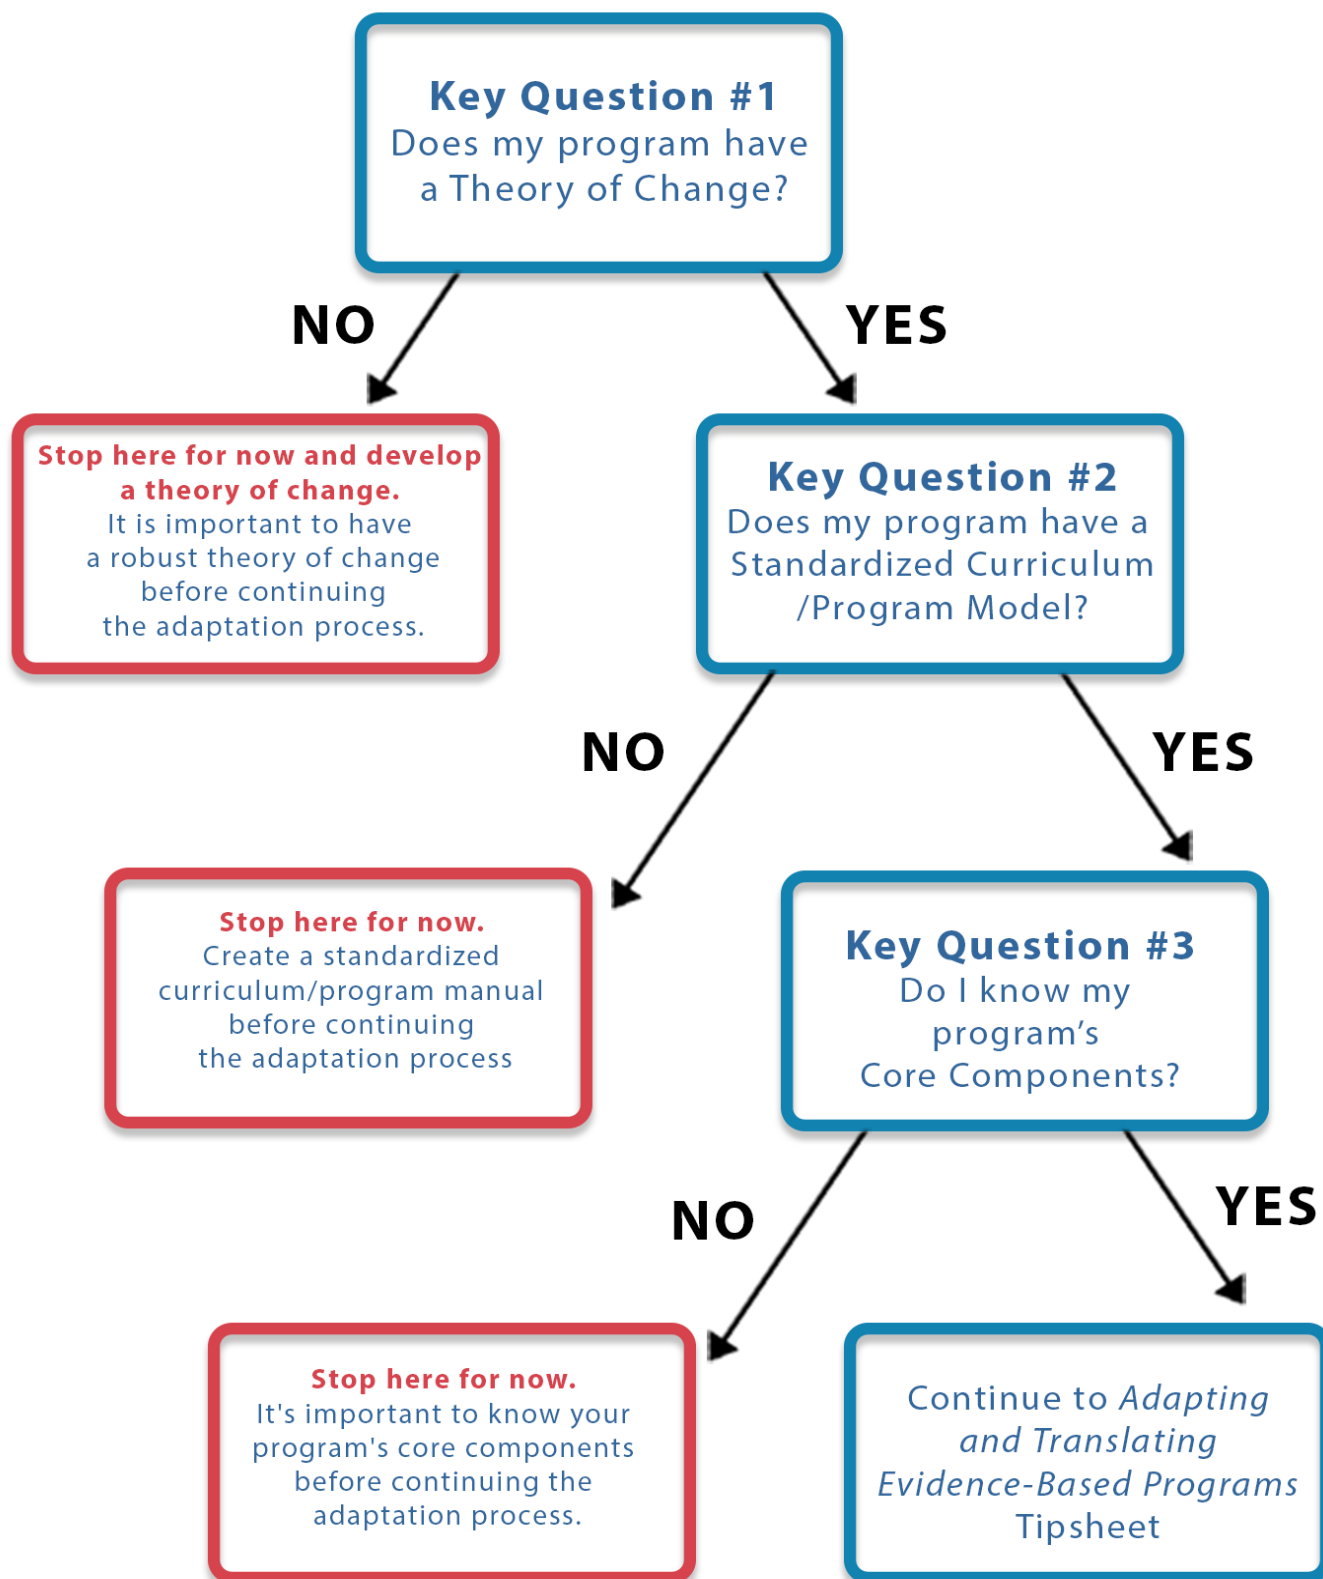 Key Question #1
Does my program have
a Theory of Change?
NO
YES
Stop here for now and develop
a theory of change.
It is important to have
a robust theory of change
before continuing
the adaptation process.
Key Question #2
Does my program have a
Standardized Curriculum
/Program Model?
NO
YES
Stop here for now.
Create a standardized
curriculum/program manual
before continuing
the adaptation process
Key Question #3
Do I know my
program’s
Core Components?
NO
YES
Stop here for now.
It's important to know your
program's core components
before continuing the
adaptation process.
Continue to Adapting
and Translating
Evidence-Based Programs
Tipsheet